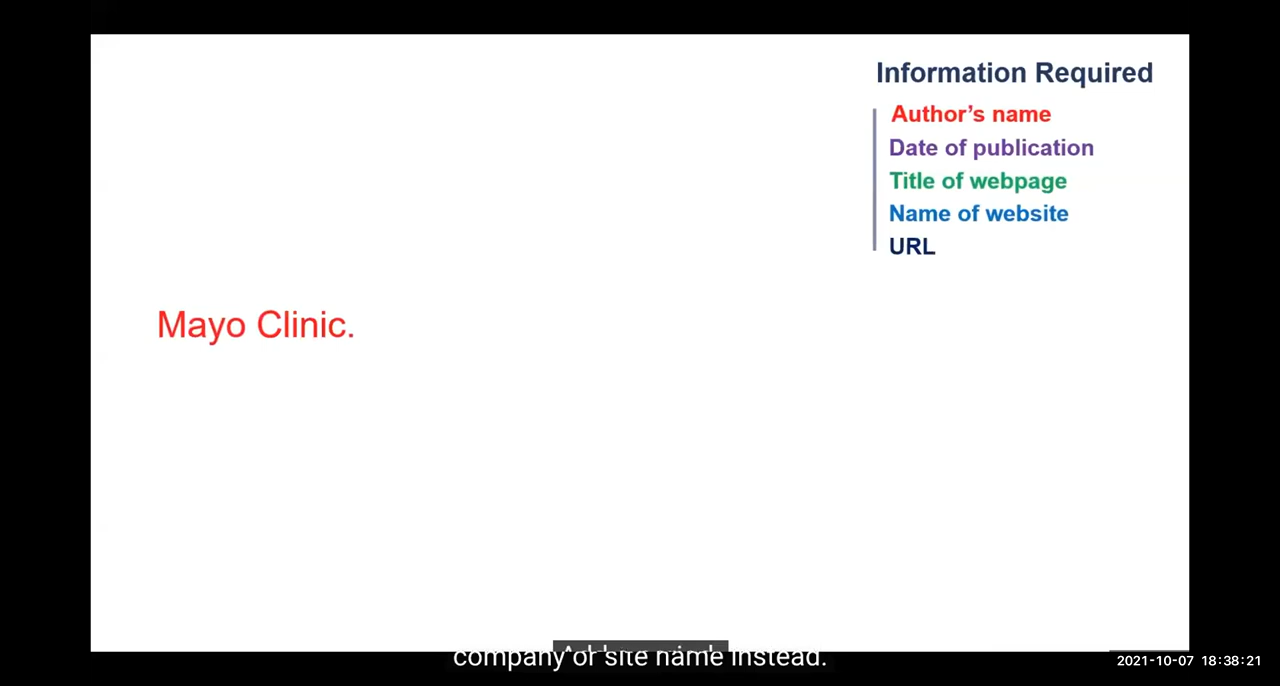 Information Required
Author's name
Date of publication
Title of webpage
Name of website
URL
Mayo Clinic.
company or site name instead.
2021-10-07 18:38:21